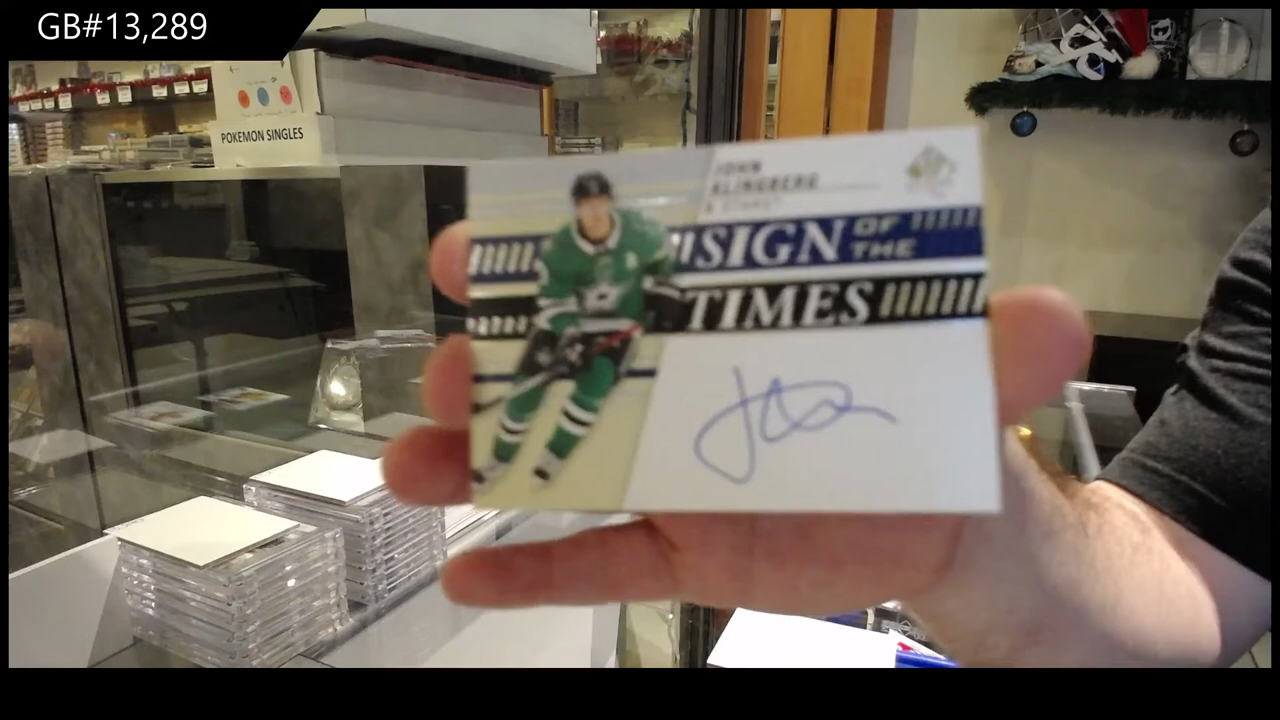 GB#13,289
POKEMON SINGLES
JOHN
KLINGBERG
SIGN OF THE
TIMES